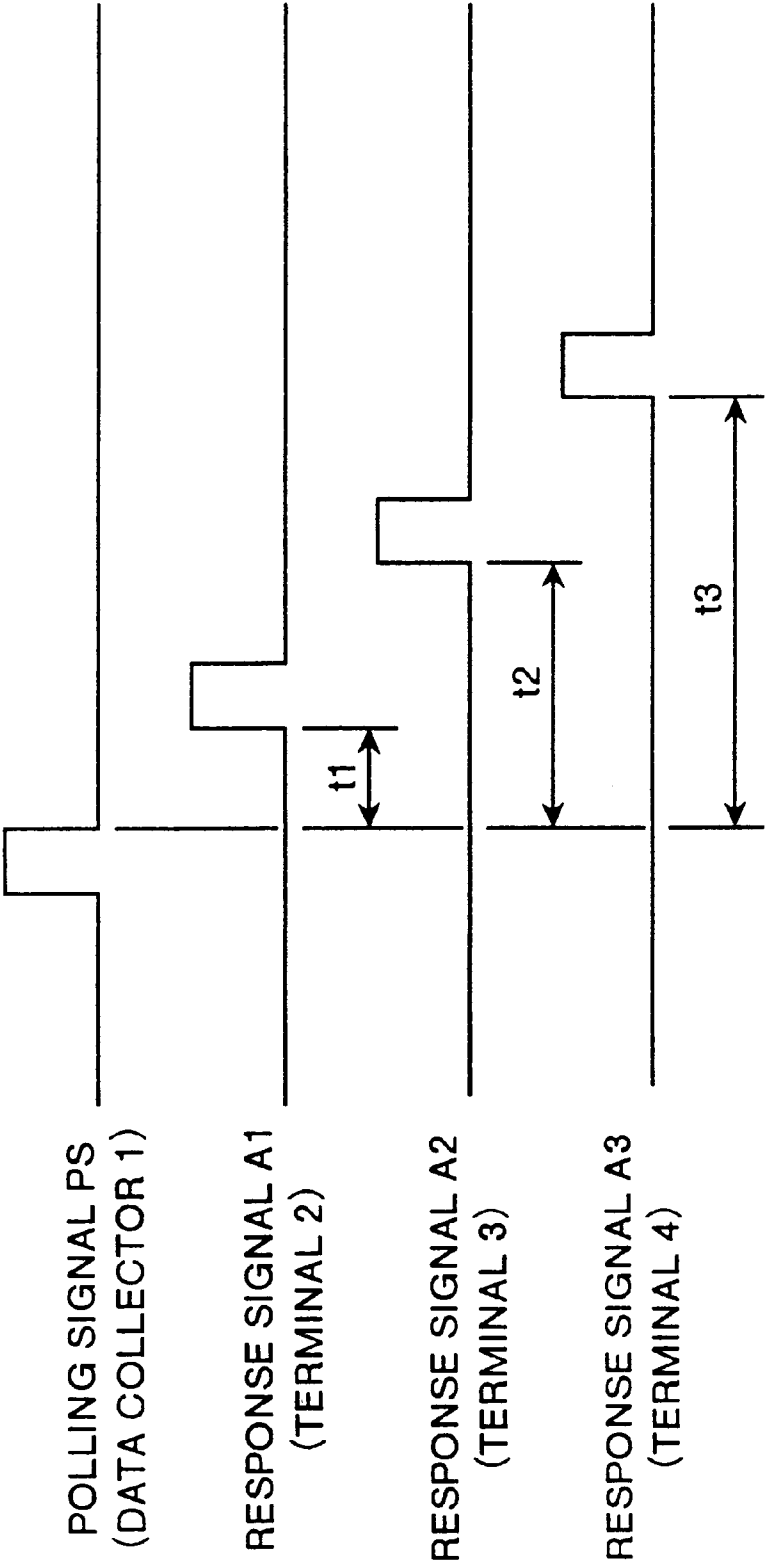 POLLING SIGNAL PS
(DATA COLLECTOR 1)
RESPONSE SIGNAL A1
(TERMINAL 2)
t1
RESPONSE SIGNAL A2
(TERMINAL 3)
t2
RESPONSE SIGNAL A3
(TERMINAL 4)
t3